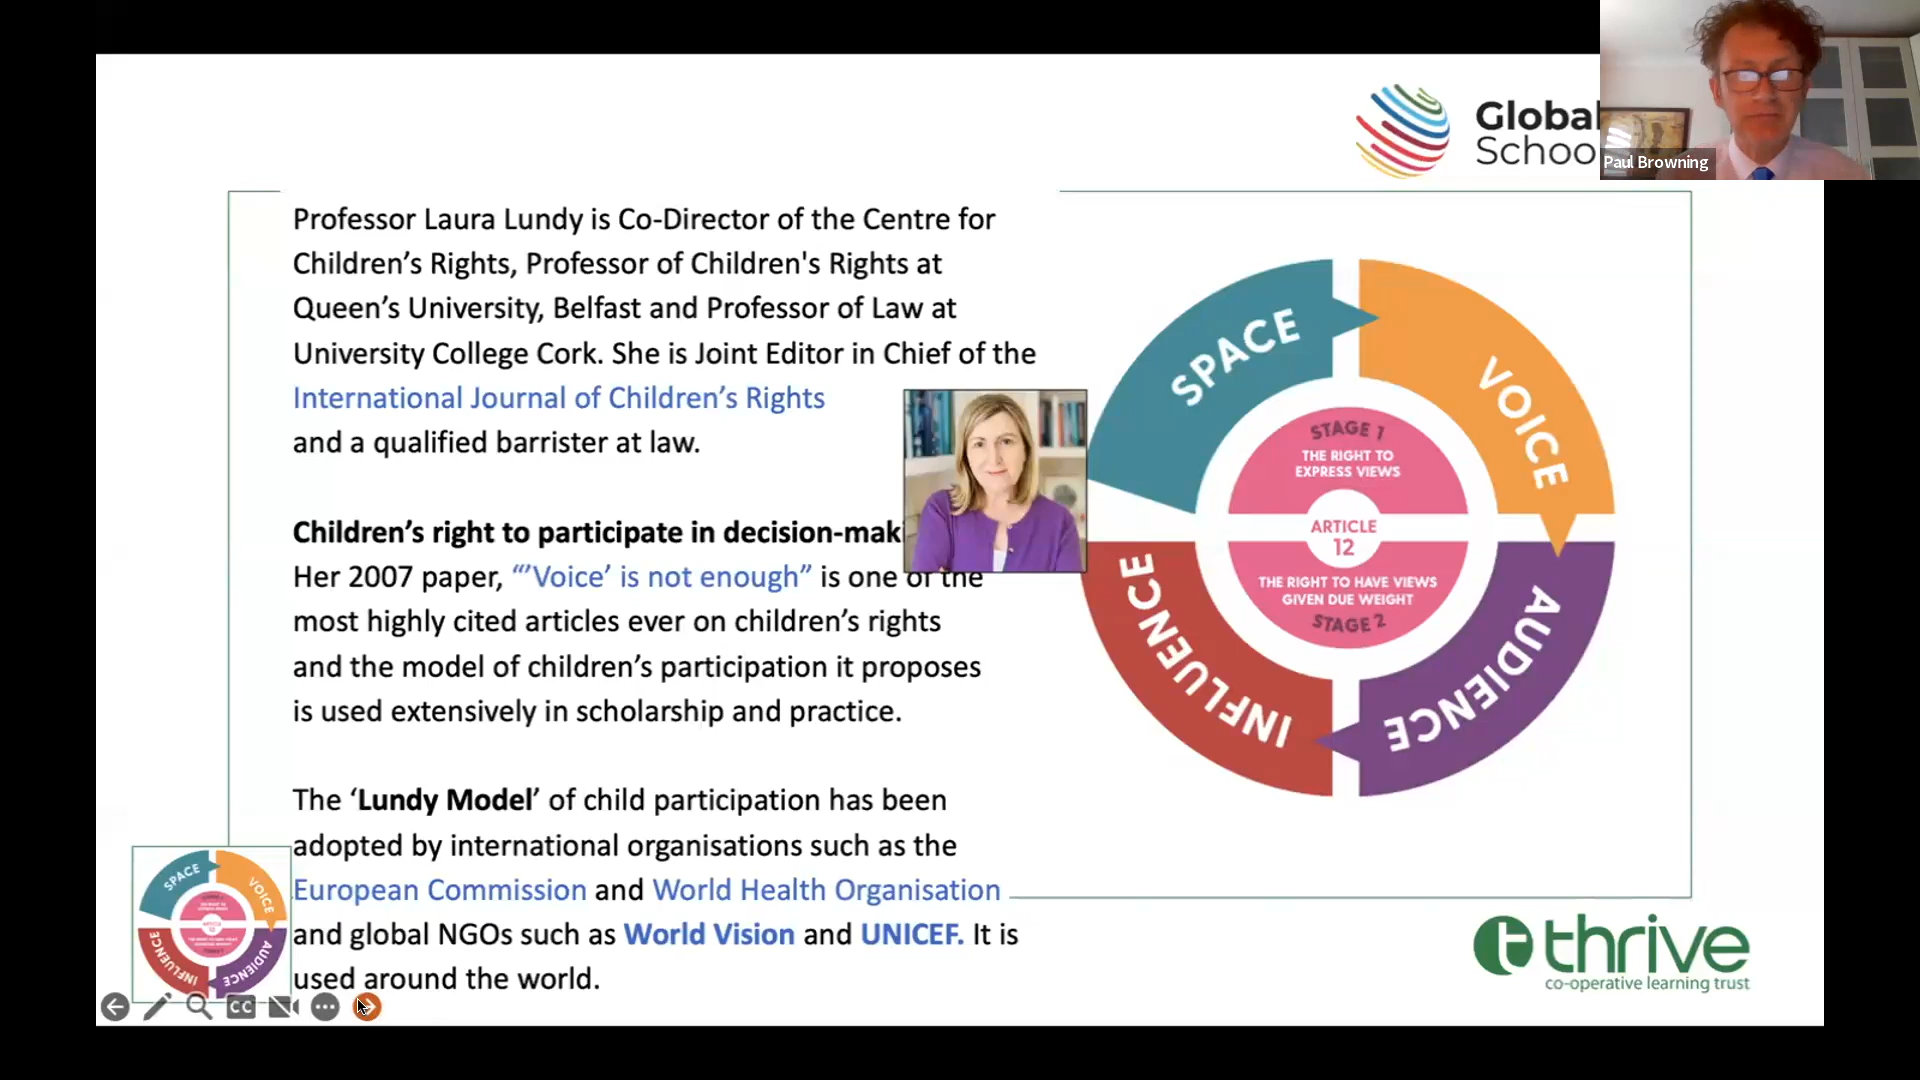 Global
Schoo
Paul Browning
Professor Laura Lundy is Co-Director of the Centre for
Children’s Rights, Professor of Children's Rights at
Queen’s University, Belfast and Professor of Law at
University College Cork. She is Joint Editor in Chief of the
International Journal of Children’s Rights
and a qualified barrister at law.
Children’s right to participate in decision-maki
Her 2007 paper, “‘Voice’ is not enough” is one of the
most highly cited articles ever on children’s rights
and the model of children’s participation it proposes
is used extensively in scholarship and practice.
The ‘Lundy Model’ of child participation has been
adopted by international organisations such as the
European Commission and World Health Organisation
and global NGOs such as World Vision and UNICEF. It is
used around the world.
SPACE
VOICE
AUDIENCE
INFLUENCE
STAGE 1
THE RIGHT TO
EXPRESS VIEWS
ARTICLE
12
THE RIGHT TO HAVE VIEWS
GIVEN DUE WEIGHT
STAGE 2
SPACE
VOICE
AUDIENCE
INFLUENCE
CC
thrive
co-operative learning trust